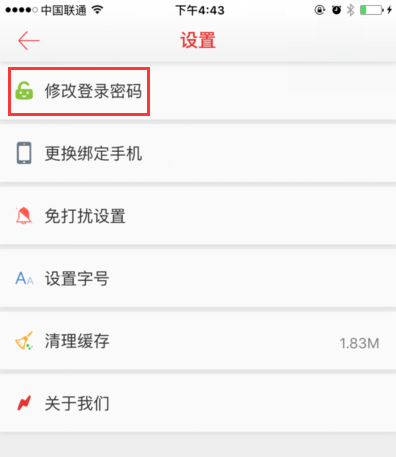 中国联通 下午4:43
设置
修改登录密码
更换绑定手机
免打扰设置
AA 设置字号
清理缓存 1.83M
关于我们